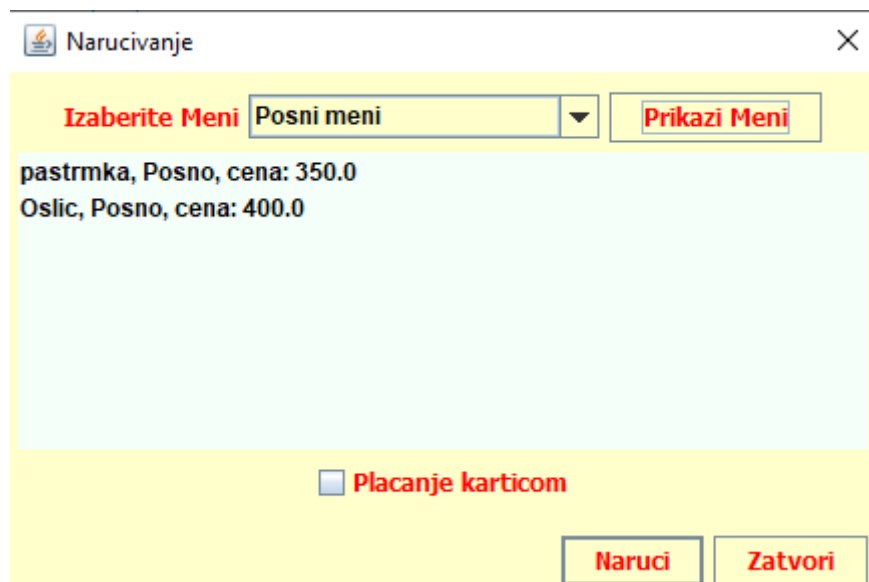 Narucivanje
Izaberite Meni Posni meni Prikazi Meni
pastrmka, Posno, cena: 350.0
Oslic, Posno, cena: 400.0
Placanje karticom
Naruci Zatvori